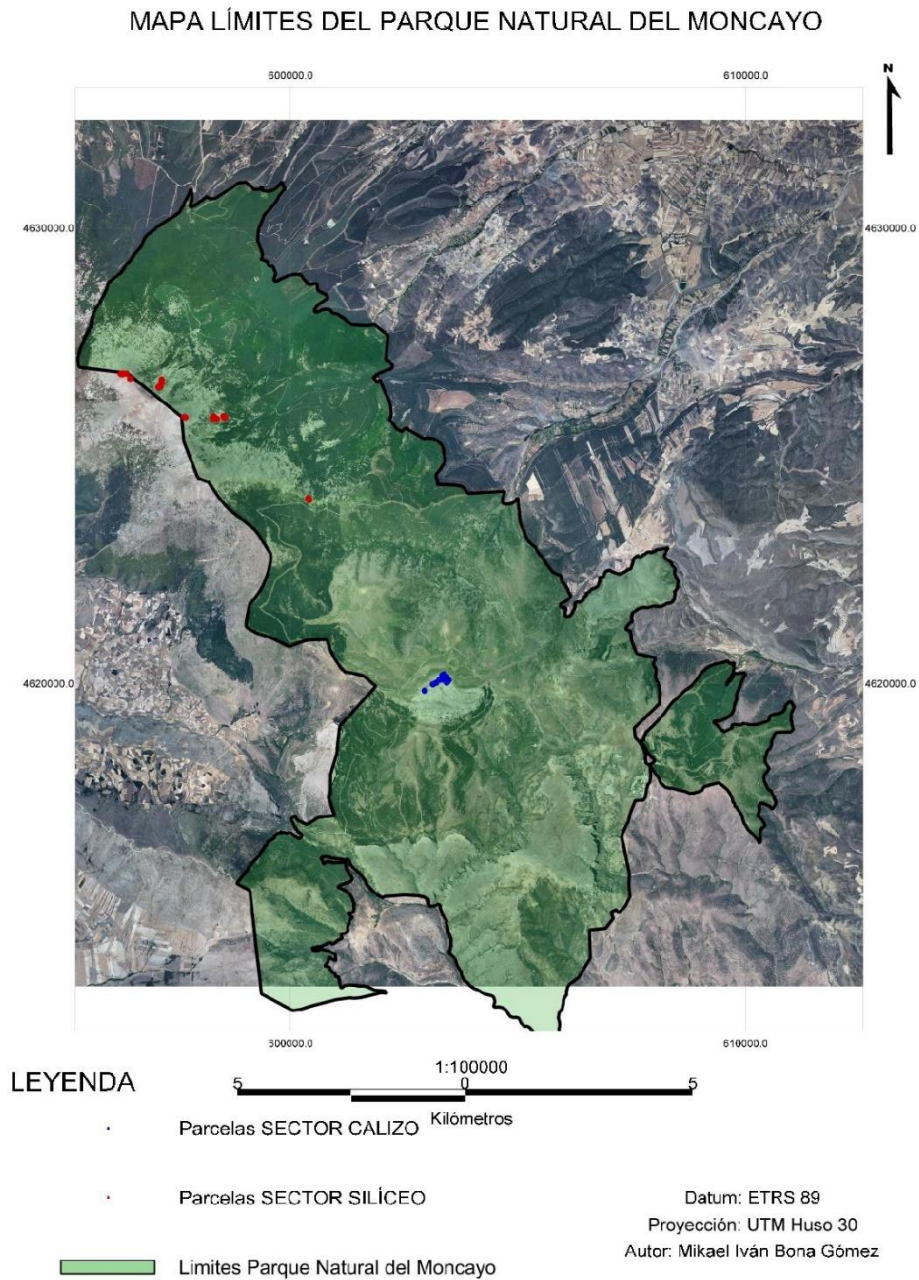 MAPA LÍMITES DEL PARQUE NATURAL DEL MONCAYO
600000.0 610000.0
N
4630000.0 4630000.0
4620000.0 4620000.0
600000.0 610000.0
LEYENDA
1:100000
5 0 5
Kilómetros
Parcelas SECTOR CALIZO
Parcelas SECTOR SILÍCEO
Limites Parque Natural del Moncayo
Datum: ETRS 89
Proyección: UTM Huso 30
Autor: Mikael Iván Bona Gómez